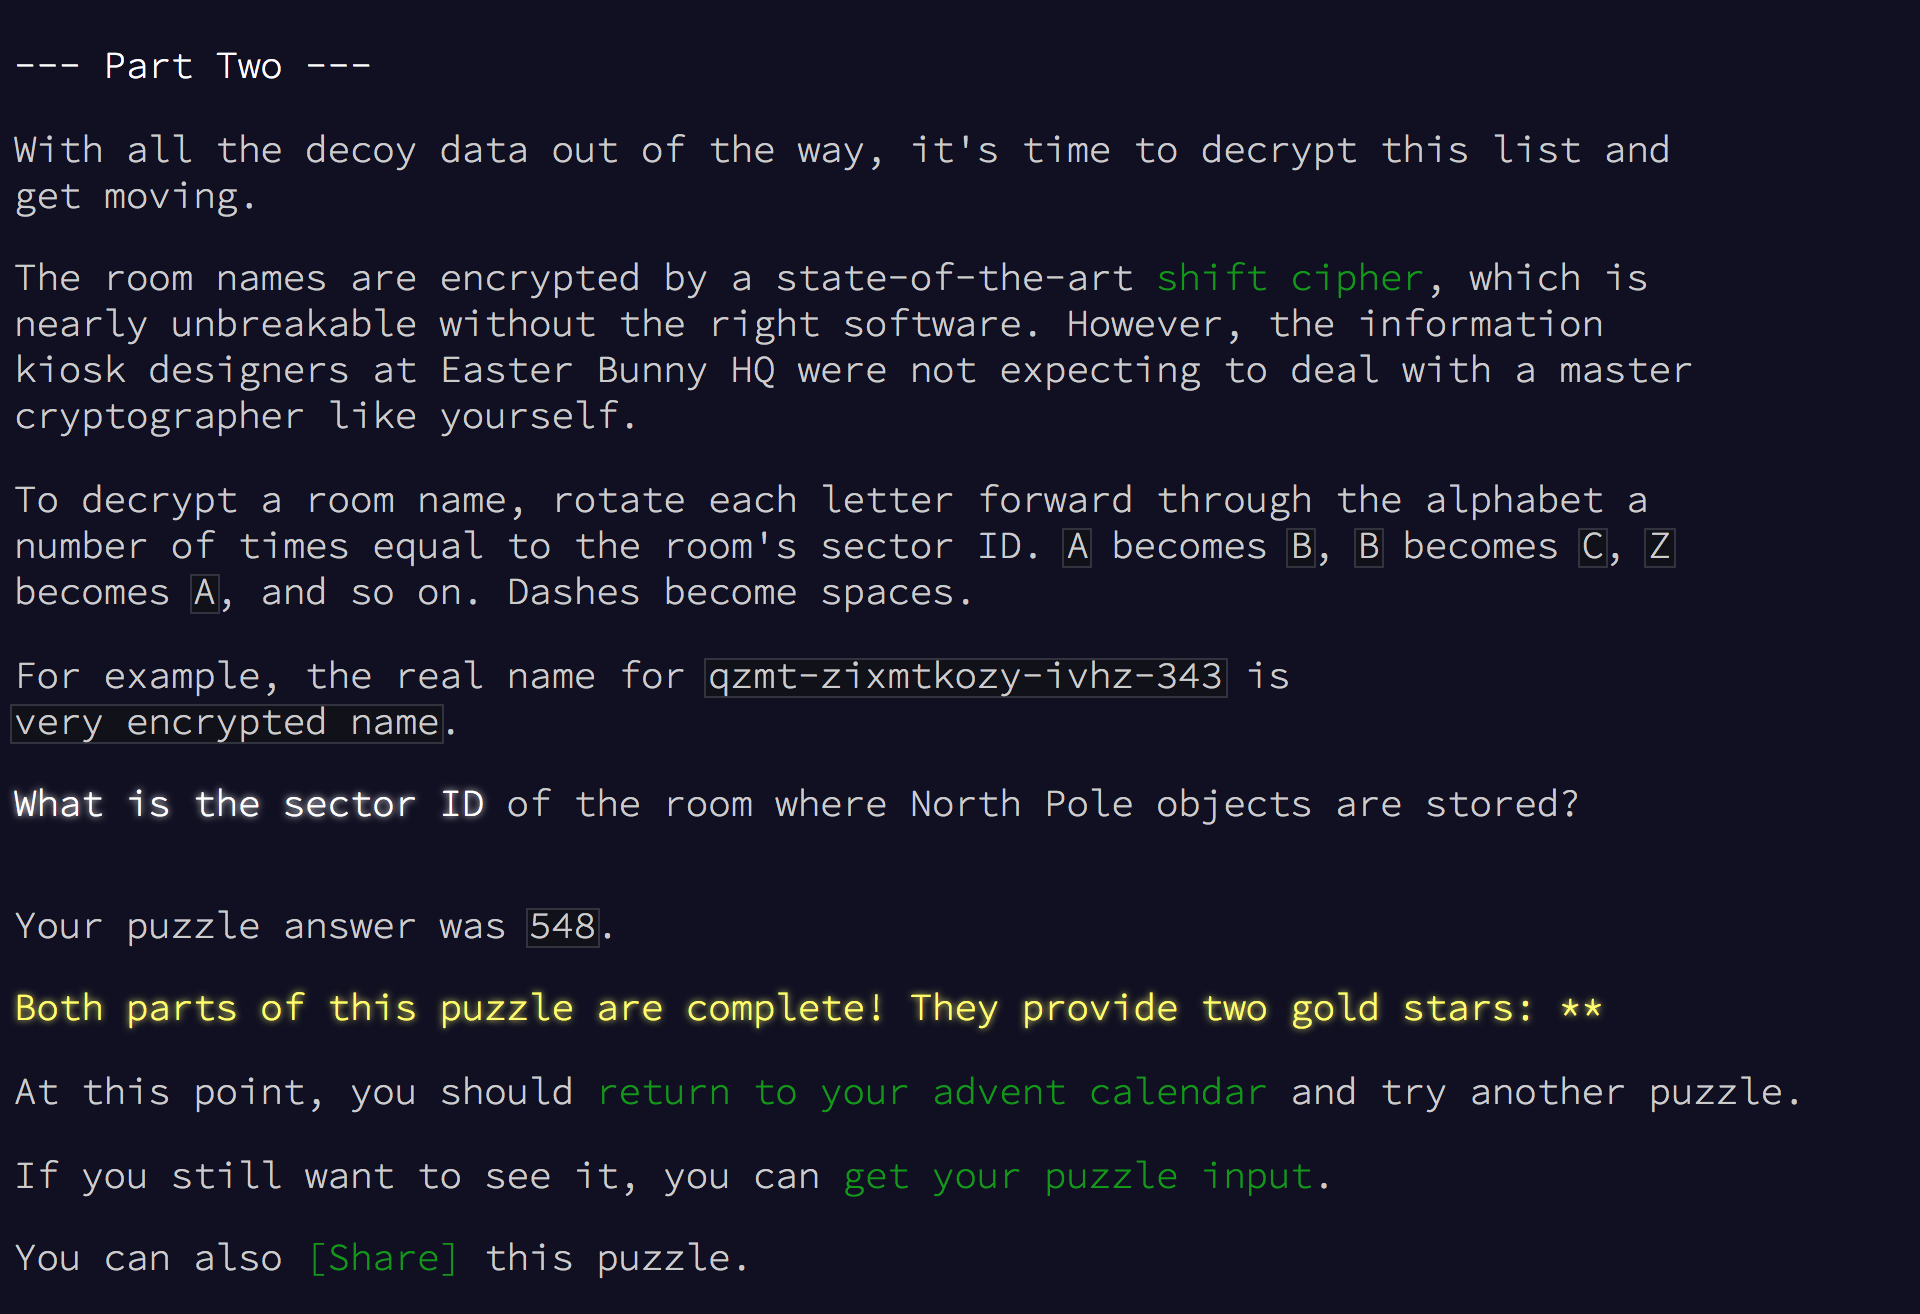 --- Part Two ---
With all the decoy data out of the way, it's time to decrypt this list and
get moving.
The room names are encrypted by a state-of-the-art shift cipher, which is
nearly unbreakable without the right software. However, the information
kiosk designers at Easter Bunny HQ were not expecting to deal with a master
cryptographer like yourself.
To decrypt a room name, rotate each letter forward through the alphabet a
number of times equal to the room's sector ID. A becomes B, B becomes C, Z
becomes A, and so on. Dashes become spaces.
For example, the real name for qzmt-zixmtkozy-ivhz-343 is
very encrypted name.
What is the sector ID of the room where North Pole objects are stored?
Your puzzle answer was 548.
Both parts of this puzzle are complete! They provide two gold stars: **
At this point, you should return to your advent calendar and try another puzzle.
If you still want to see it, you can get your puzzle input.
You can also [Share] this puzzle.